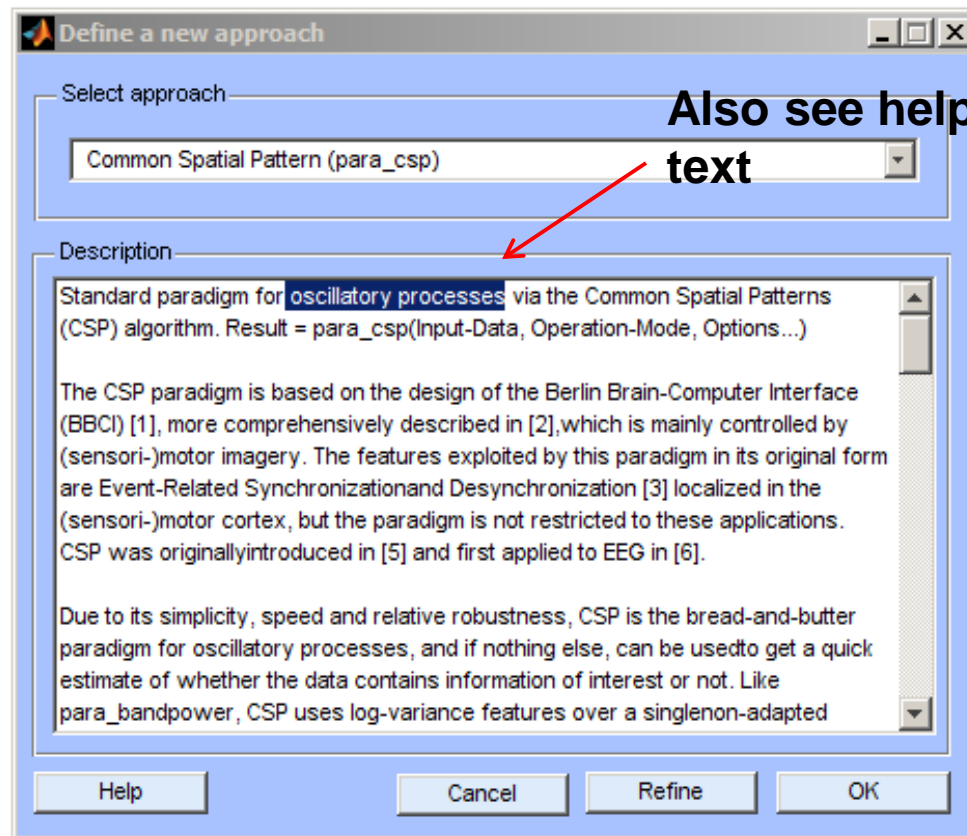 Define a new approach
Select approach
Also see help
text
Common Spatial Pattern (para_csp)
Description
Standard paradigm for oscillatory processes via the Common Spatial Patterns
(CSP) algorithm. Result = para_csp(Input-Data, Operation-Mode, Options...)
The CSP paradigm is based on the design of the Berlin Brain-Computer Interface
(BBCI) [1], more comprehensively described in [2],which is mainly controlled by
(sensori-)motor imagery. The features exploited by this paradigm in its original form
are Event-Related Synchronizationand Desynchronization [3] localized in the
(sensori-)motor cortex, but the paradigm is not restricted to these applications.
CSP was originallyintroduced in [5] and first applied to EEG in [6].
Due to its simplicity, speed and relative robustness, CSP is the bread-and-butter
paradigm for oscillatory processes, and if nothing else, can be usedto get a quick
estimate of whether the data contains information of interest or not. Like
para_bandpower, CSP uses log-variance features over a singlenon-adapted
Help
Cancel
Refine
OK